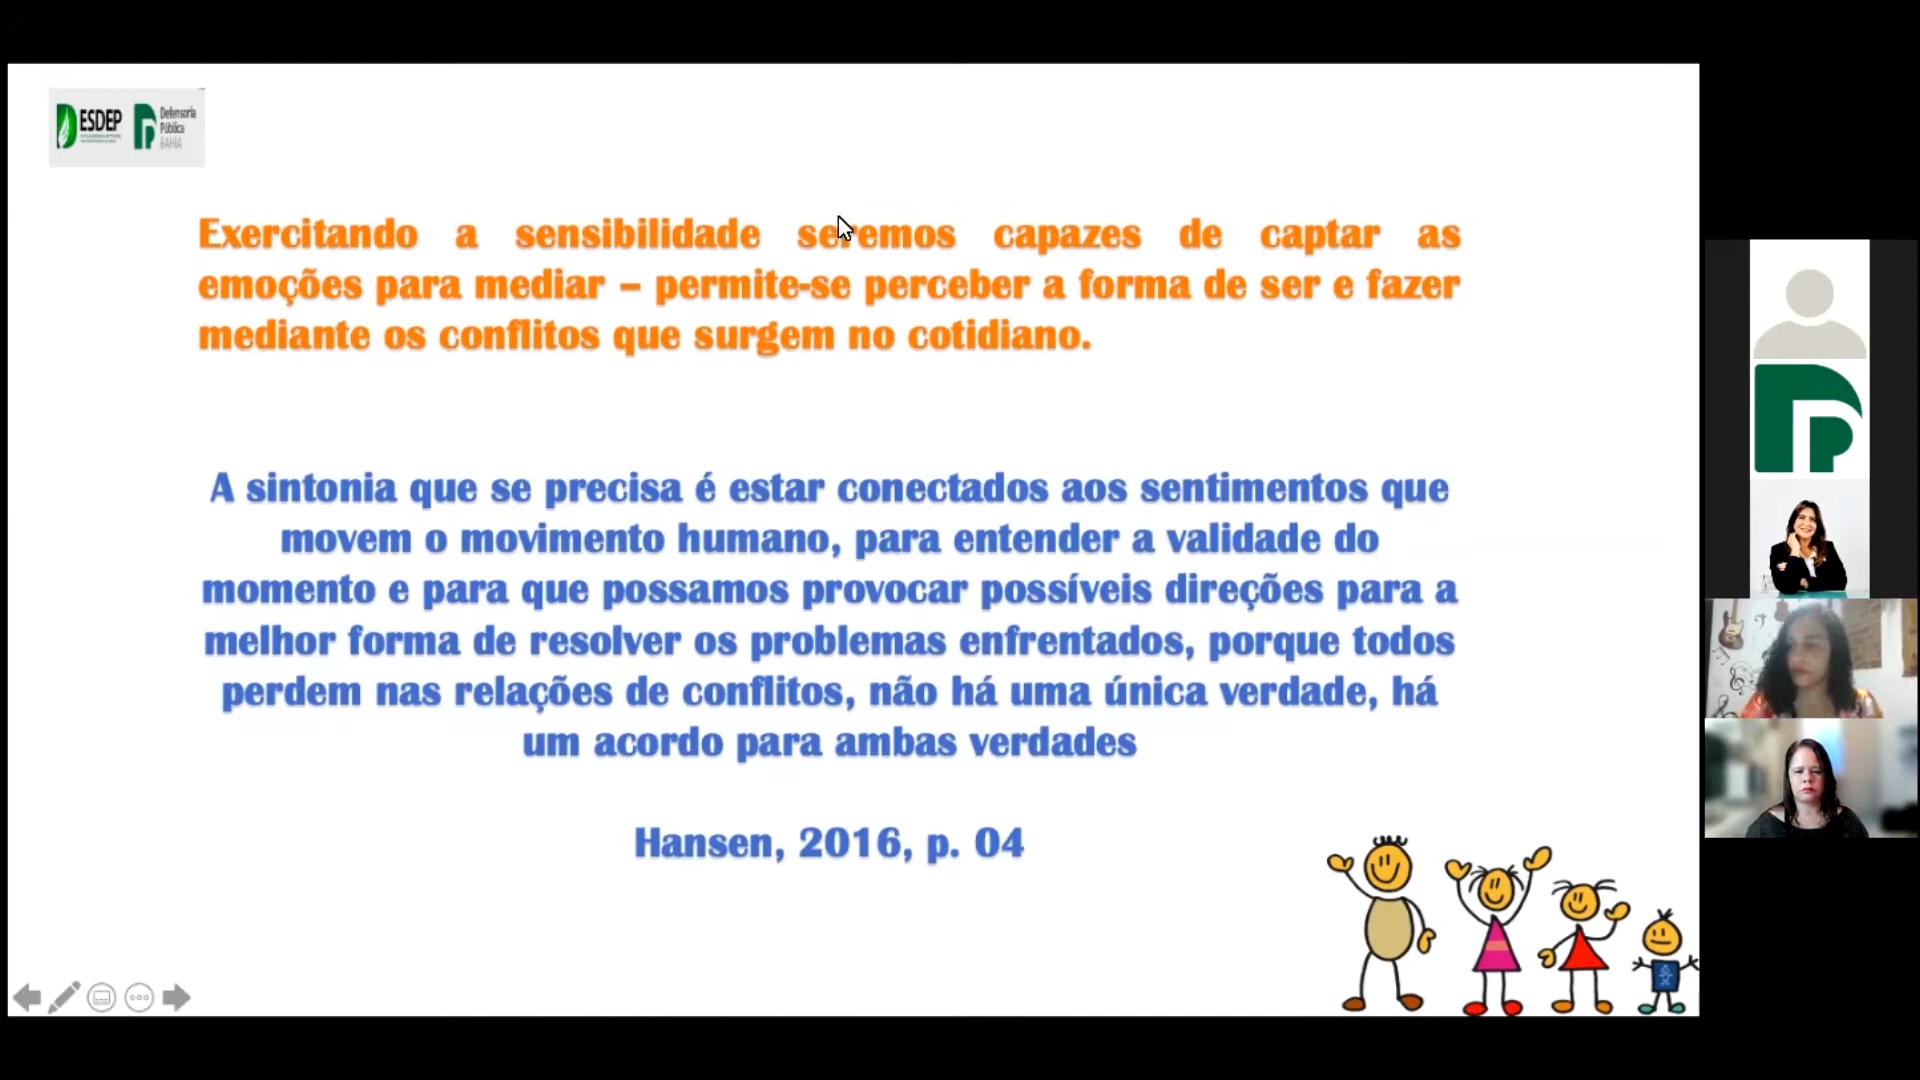 ESDEP
Defensoria
Pública
BAHIA
Exercitando a sensibilidade seremos capazes de captar as
emoções para mediar – permite-se perceber a forma de ser e fazer
mediante os conflitos que surgem no cotidiano.
A sintonia que se precisa é estar conectados aos sentimentos que
movem o movimento humano, para entender a validade do
momento e para que possamos provocar possíveis direções para a
melhor forma de resolver os problemas enfrentados, porque todos
perdem nas relações de conflitos, não há uma única verdade, há
um acordo para ambas verdades
Hansen, 2016, p. 04